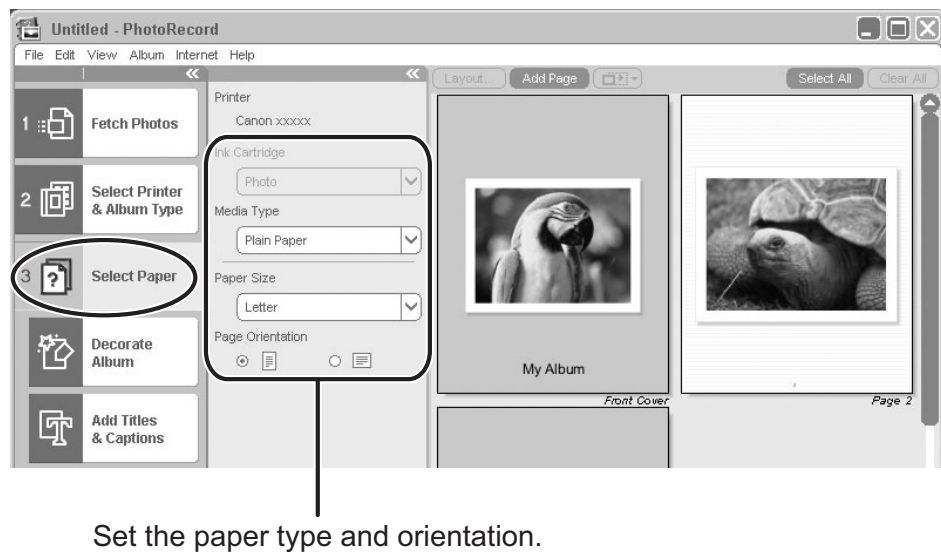 Untitled - PhotoRecord
File Edit View Album Internet Help
Layout... Add Page Select All Clear All
1 Fetch Photos
2 Select Printer
& Album Type
3 Select Paper
Decorate
Album
Add Titles
& Captions
Printer
Canon xxxxx
Ink Cartridge
Photo
Media Type
Plain Paper
Paper Size
Letter
Page Orientation
My Album
Front Cover
2
Page 2
Set the paper type and orientation.